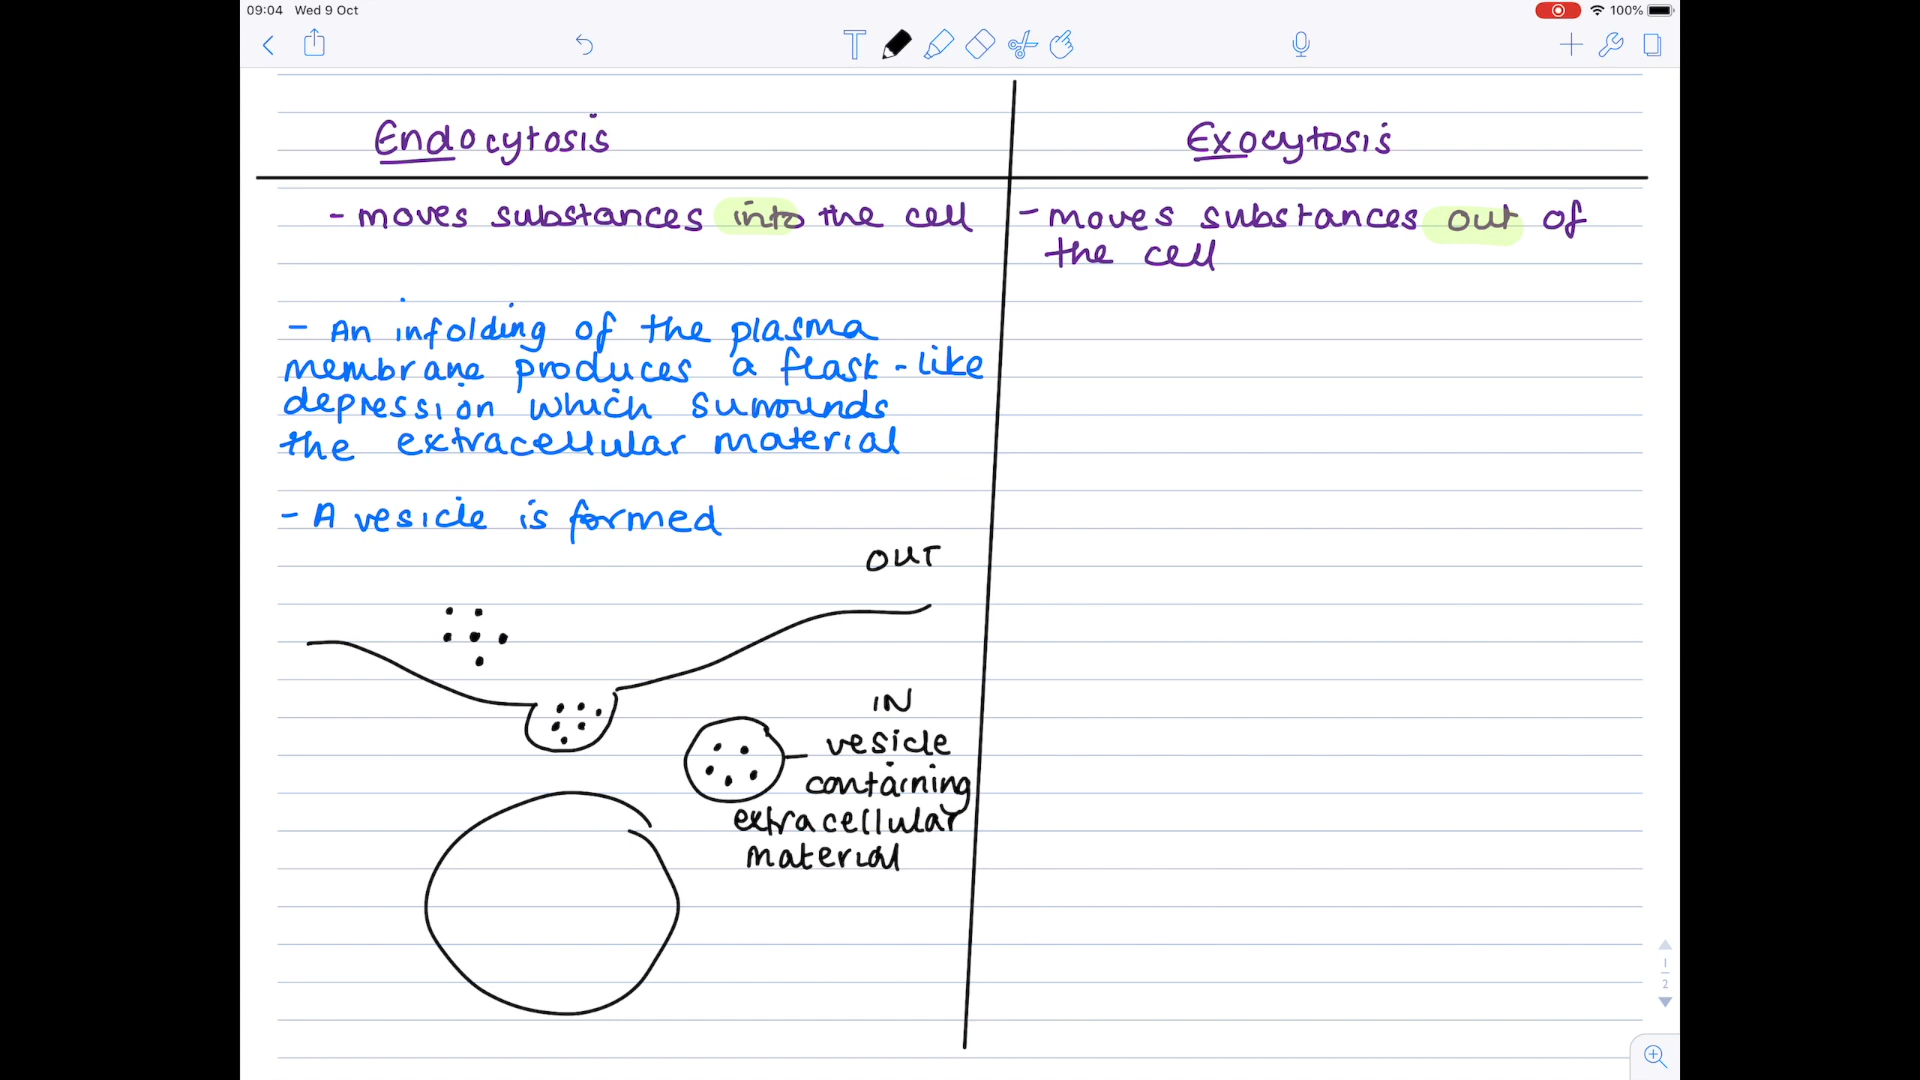 09:04 Wed 9 Oct
100%
T
Endocytosis
Exocytosis
- moves substances into the cell
- moves substances out of
the cell
- An infolding of the plasma
membrane produces a flask-like
depression which surrounds
the extracellular material
- A vesicle is formed
OUT
IN
vesicle
containing
extracellular
material
1
2